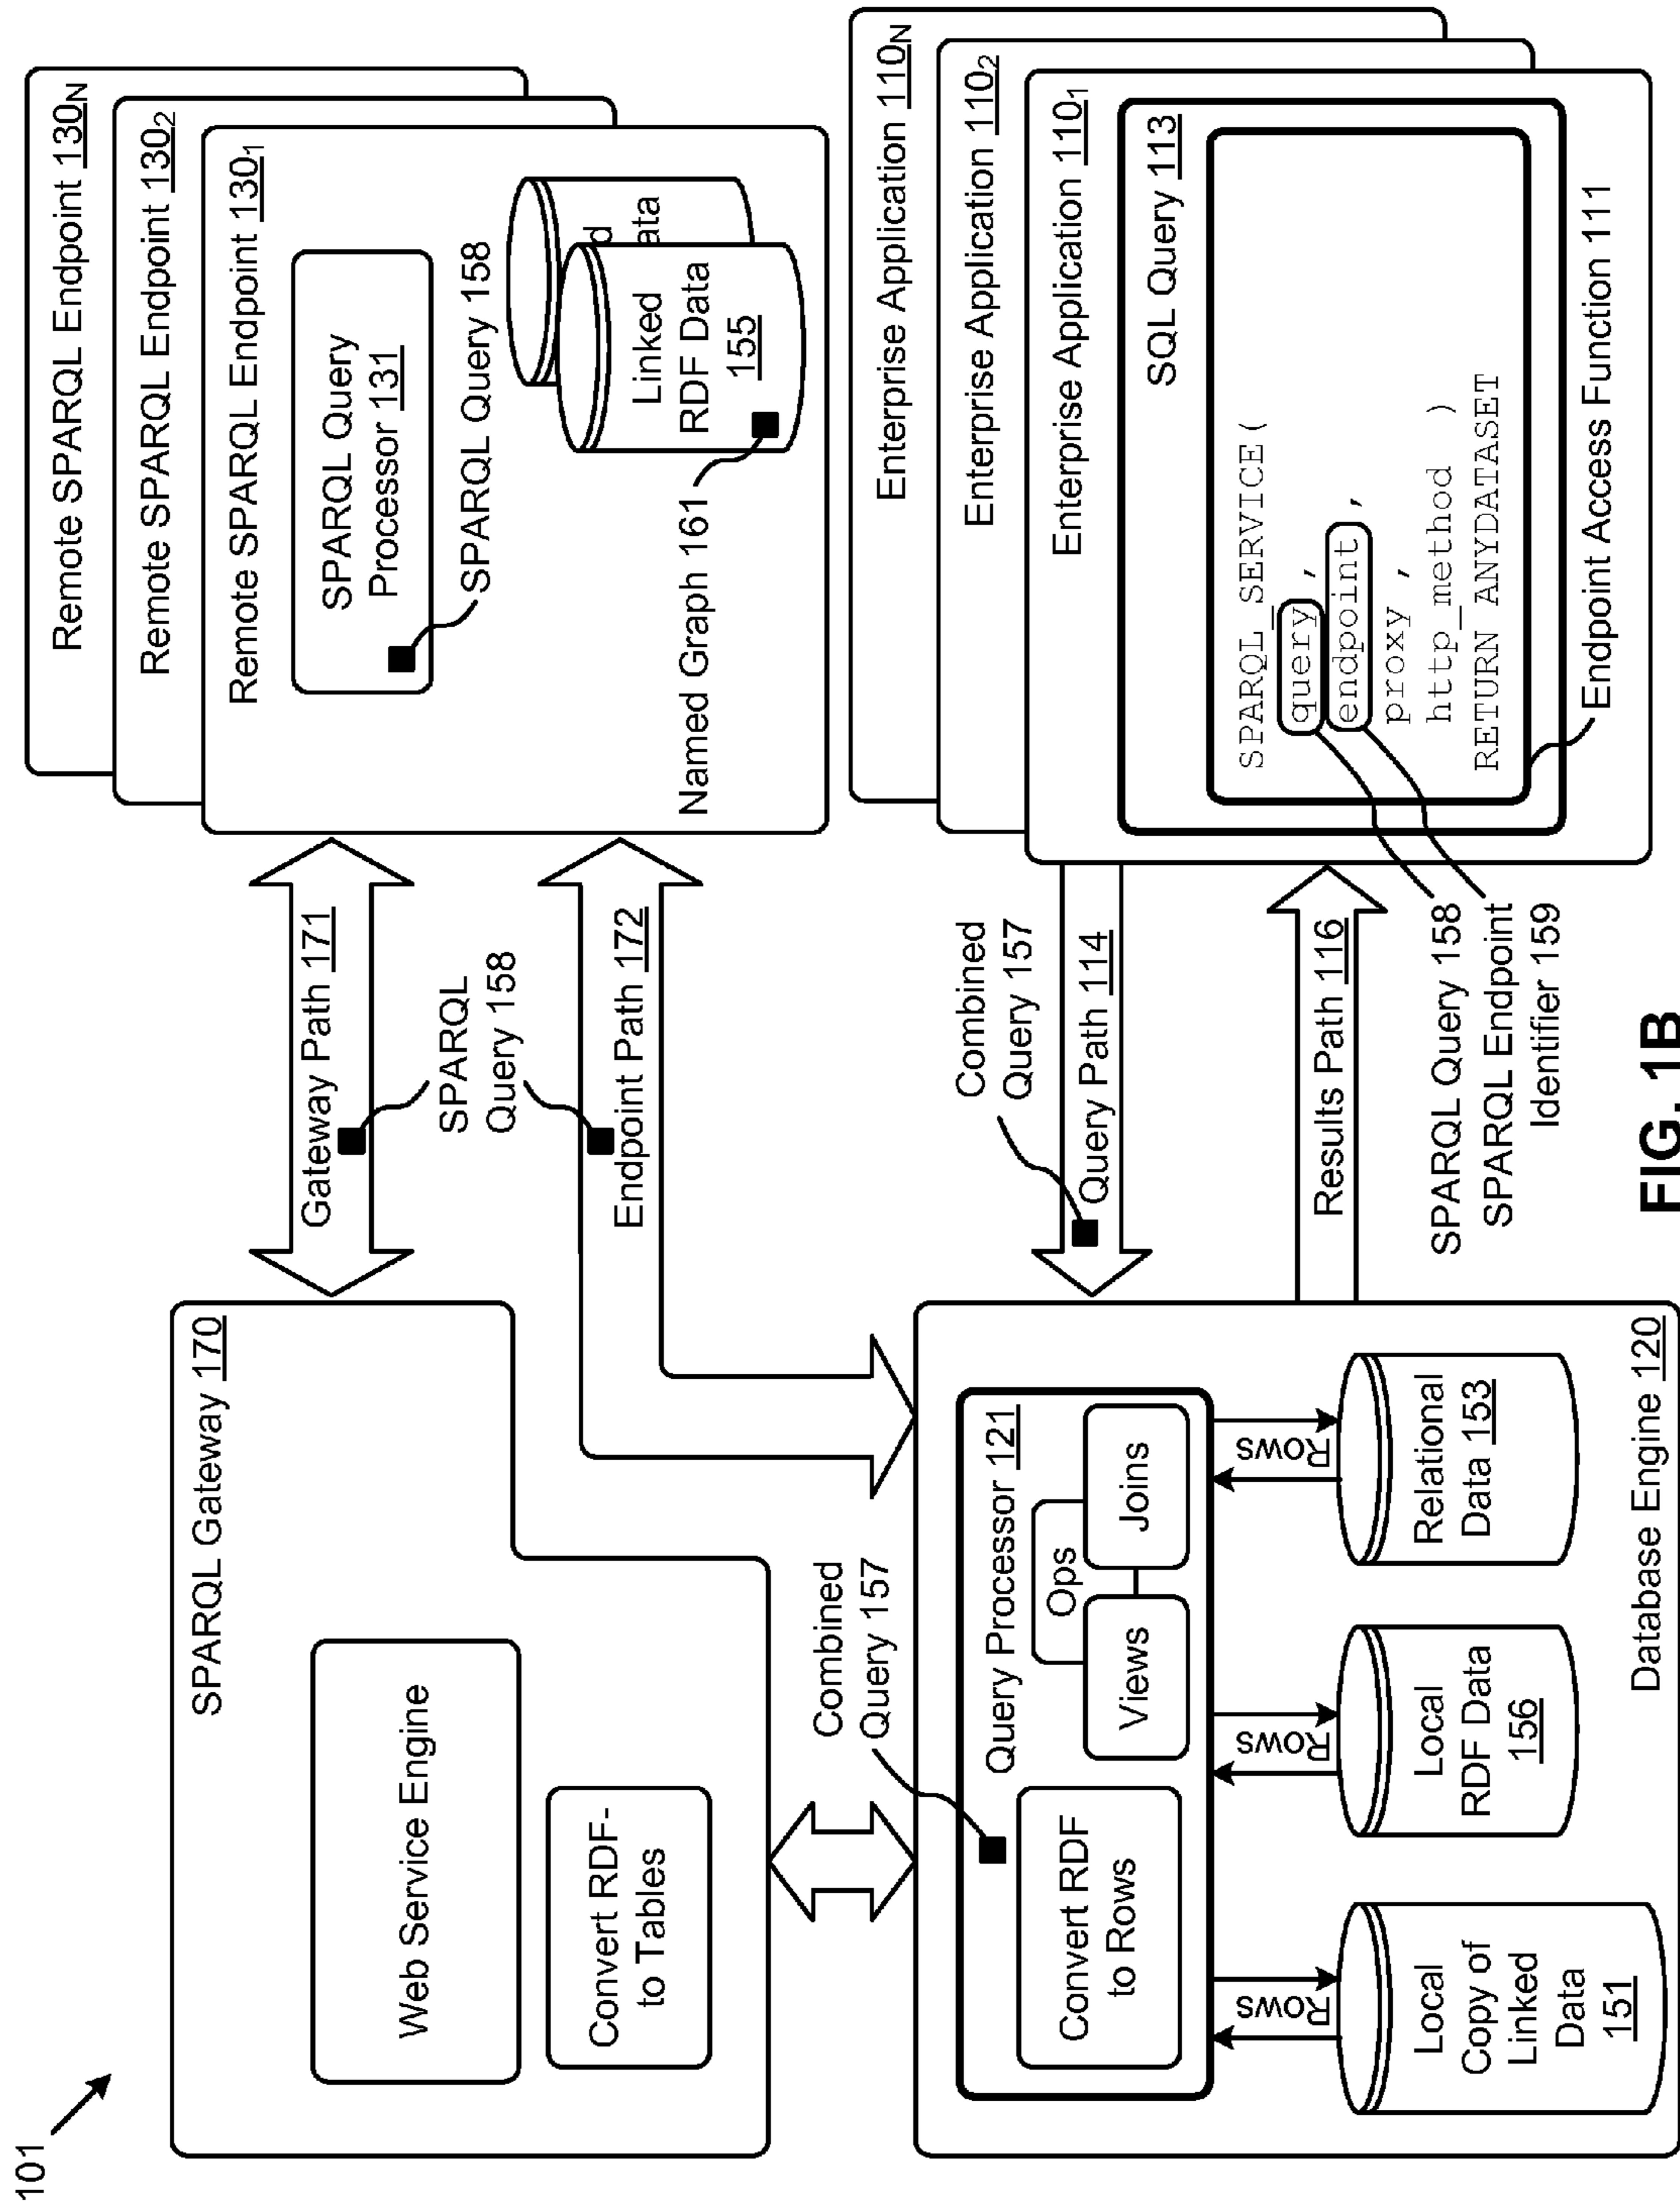 101
SPARQL Gateway 170
Web Service Engine
Convert RDF-
to Tables
Gateway Path 171
SPARQL
Query 158
Endpoint Path 172
Remote SPARQL Endpoint 130N
Remote SPARQL Endpoint 1302
Remote SPARQL Endpoint 1301
SPARQL Query
Processor 131
SPARQL Query 158
Linked
RDF Data
155
d
ata
Named Graph 161
Combined
Query 157
Query Processor 121
Convert RDF
to Rows
Ops
Views
Joins
ROWS
ROWS
ROWS
Local
Copy of
Linked
Data
151
Local
RDF Data
156
Relational
Data 153
Database Engine 120
Combined
Query 157
Query Path 114
Results Path 116
SPARQL Query 158
SPARQL Endpoint
Identifier 159
Enterprise Application 110N
Enterprise Application 1102
Enterprise Application 1101
SQL Query 113
SPARQL_SERVICE(
query ,
endpoint ,
proxy ,
http_method )
RETURN ANYDATASET
Endpoint Access Function 111
FIG. 1B